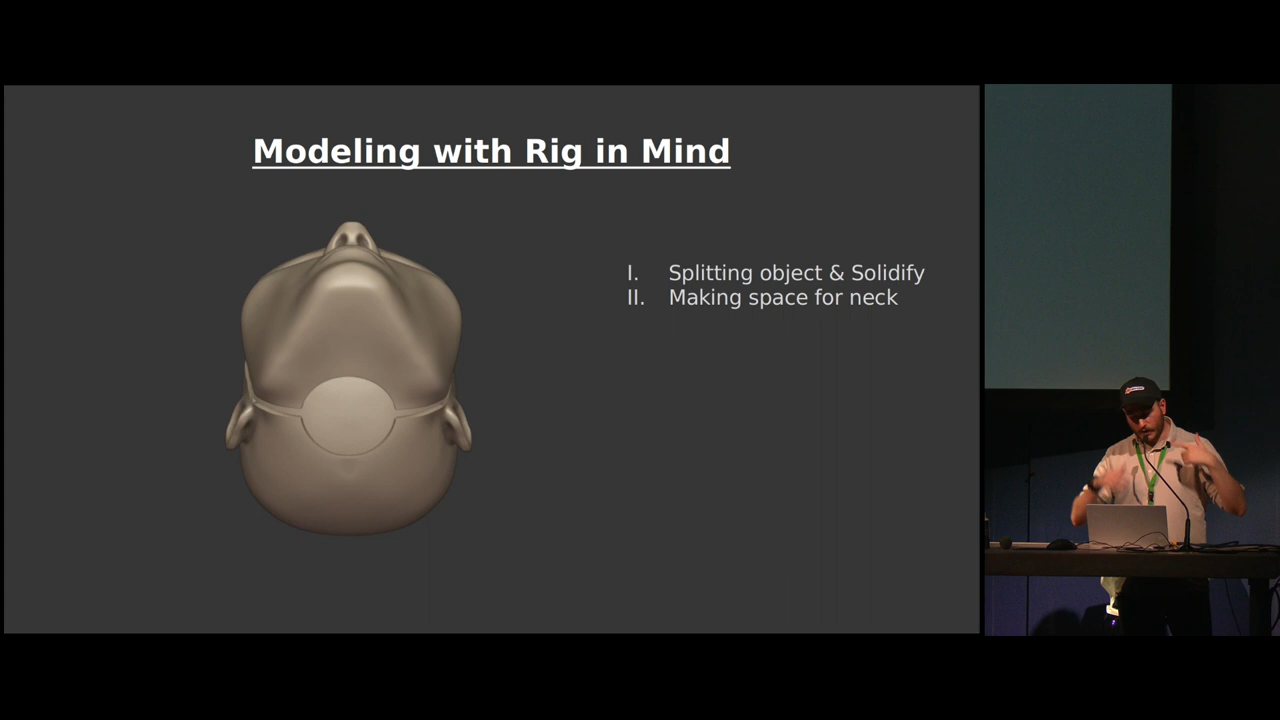 Modeling with Rig in Mind
I. Splitting object & Solidify
II. Making space for neck